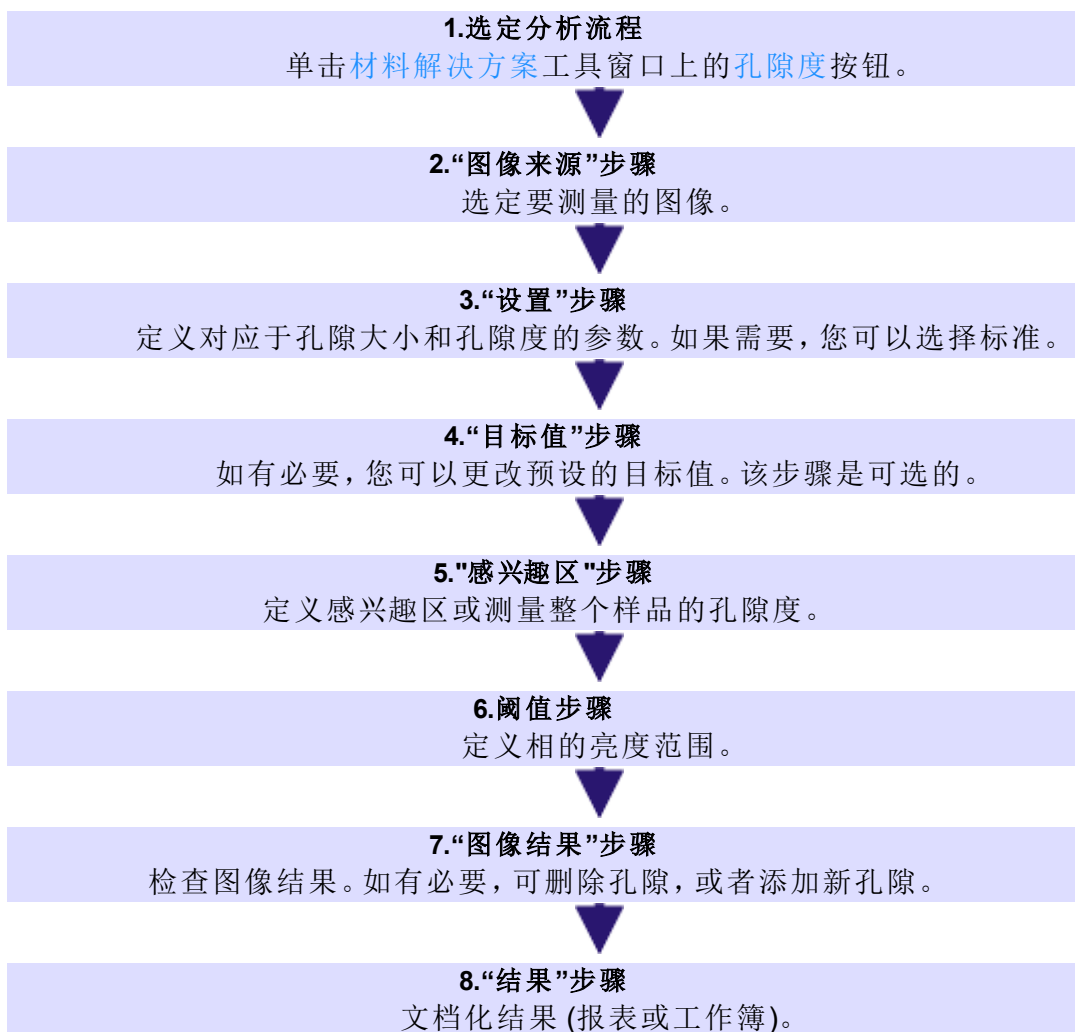 1.选定分析流程
单击材料解决方案工具窗口上的孔隙度按钮。
2.“图像来源”步骤
选定要测量的图像。
3.“设置”步骤
定义对应于孔隙大小和孔隙度的参数。如果需要，您可以选择标准。
4.“目标值”步骤
如有必要，您可以更改预设的目标值。该步骤是可选的。
5."感兴趣区"步骤
定义感兴趣区或测量整个样品的孔隙度。
6.阈值步骤
定义相的亮度范围。
7.“图像结果”步骤
检查图像结果。如有必要，可删除孔隙，或者添加新孔隙。
8.“结果”步骤
文档化结果 (报表或工作簿)。